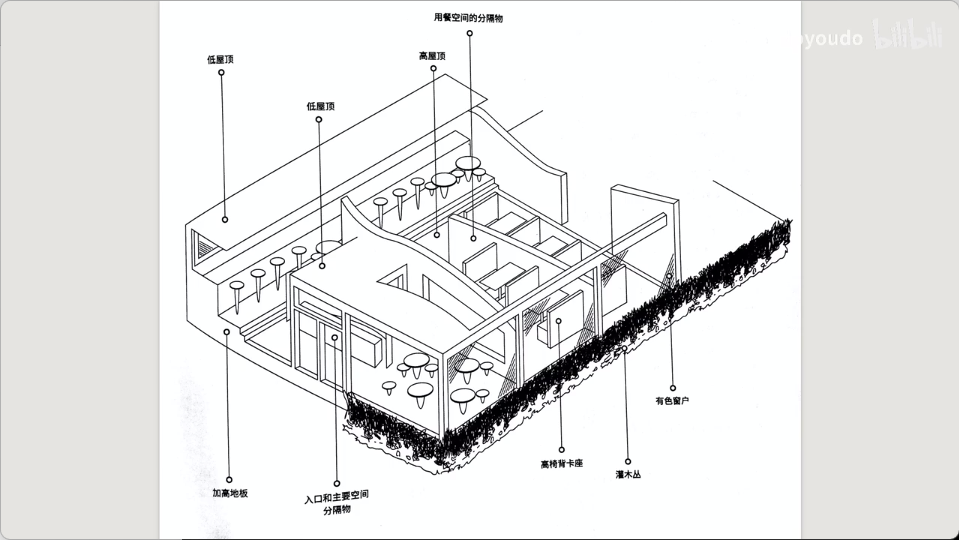 用餐空间的分隔物
youdo bilibili
高屋顶
低屋顶
低屋顶
有色窗户
高椅背卡座
灌木丛
加高地板
入口和主要空间
分隔物